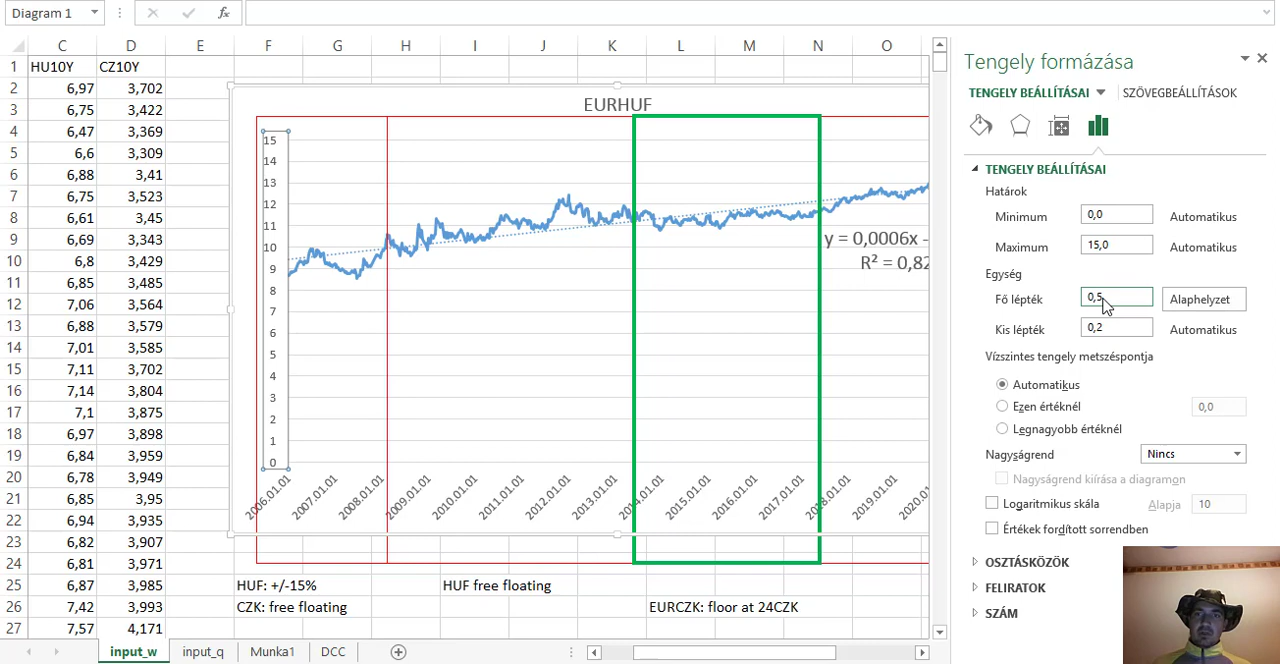 Diagram 1
fx
C D E F G H I J K L M N O
1 HU10Y CZ10Y
2 6,97 3,702
3 6,75 3,422
4 6,47 3,369
5 6,6 3,309
6 6,88 3,41
7 6,75 3,523
8 6,61 3,45
9 6,69 3,343
10 6,8 3,429
11 6,85 3,485
12 7,06 3,564
13 6,88 3,579
14 7,01 3,585
15 7,11 3,702
16 7,14 3,804
17 7,1 3,875
18 6,97 3,898
19 6,84 3,959
20 6,78 3,949
21 6,85 3,95
22 6,94 3,935
23 6,82 3,907
24 6,81 3,971
25 6,87 3,985 HUF: +/-15% HUF free floating
26 7,42 3,993 CZK: free floating EURCZK: floor at 24CZK
27 7,57 4,171
EURHUF
15
14
13
12
11
10
9
8
7
6
5
4
3
2
1
0
y = 0,0006x -
R² = 0,82
2006.01.01 2007.01.01 2008.01.01 2009.01.01 2010.01.01 2011.01.01 2012.01.01 2013.01.01 2014.01.01 2015.01.01 2016.01.01 2017.01.01 2018.01.01 2019.01.01 2020.0
input_w input_q Munka1 DCC
Tengely formázása
TENGELY BEÁLLÍTÁSAI SZÖVEGBEÁLLÍTÁSOK
TENGELY BEÁLLÍTÁSAI
Határok
Minimum 0,0 Automatikus
Maximum 15,0 Automatikus
Egység
Fő lépték 0,5 Alaphelyzet
Kis lépték 0,2 Automatikus
Vízszintes tengely metszéspontja
Automatikus
Ezen értéknél 0,0
Legnagyobb értéknél
Nagyságrend Nincs
Nagyságrend kiírása a diagramon
Logaritmikus skála Alapja 10
Értékek fordított sorrendben
OSZTÁSKÖZÖK
FELIRATOK
SZÁM